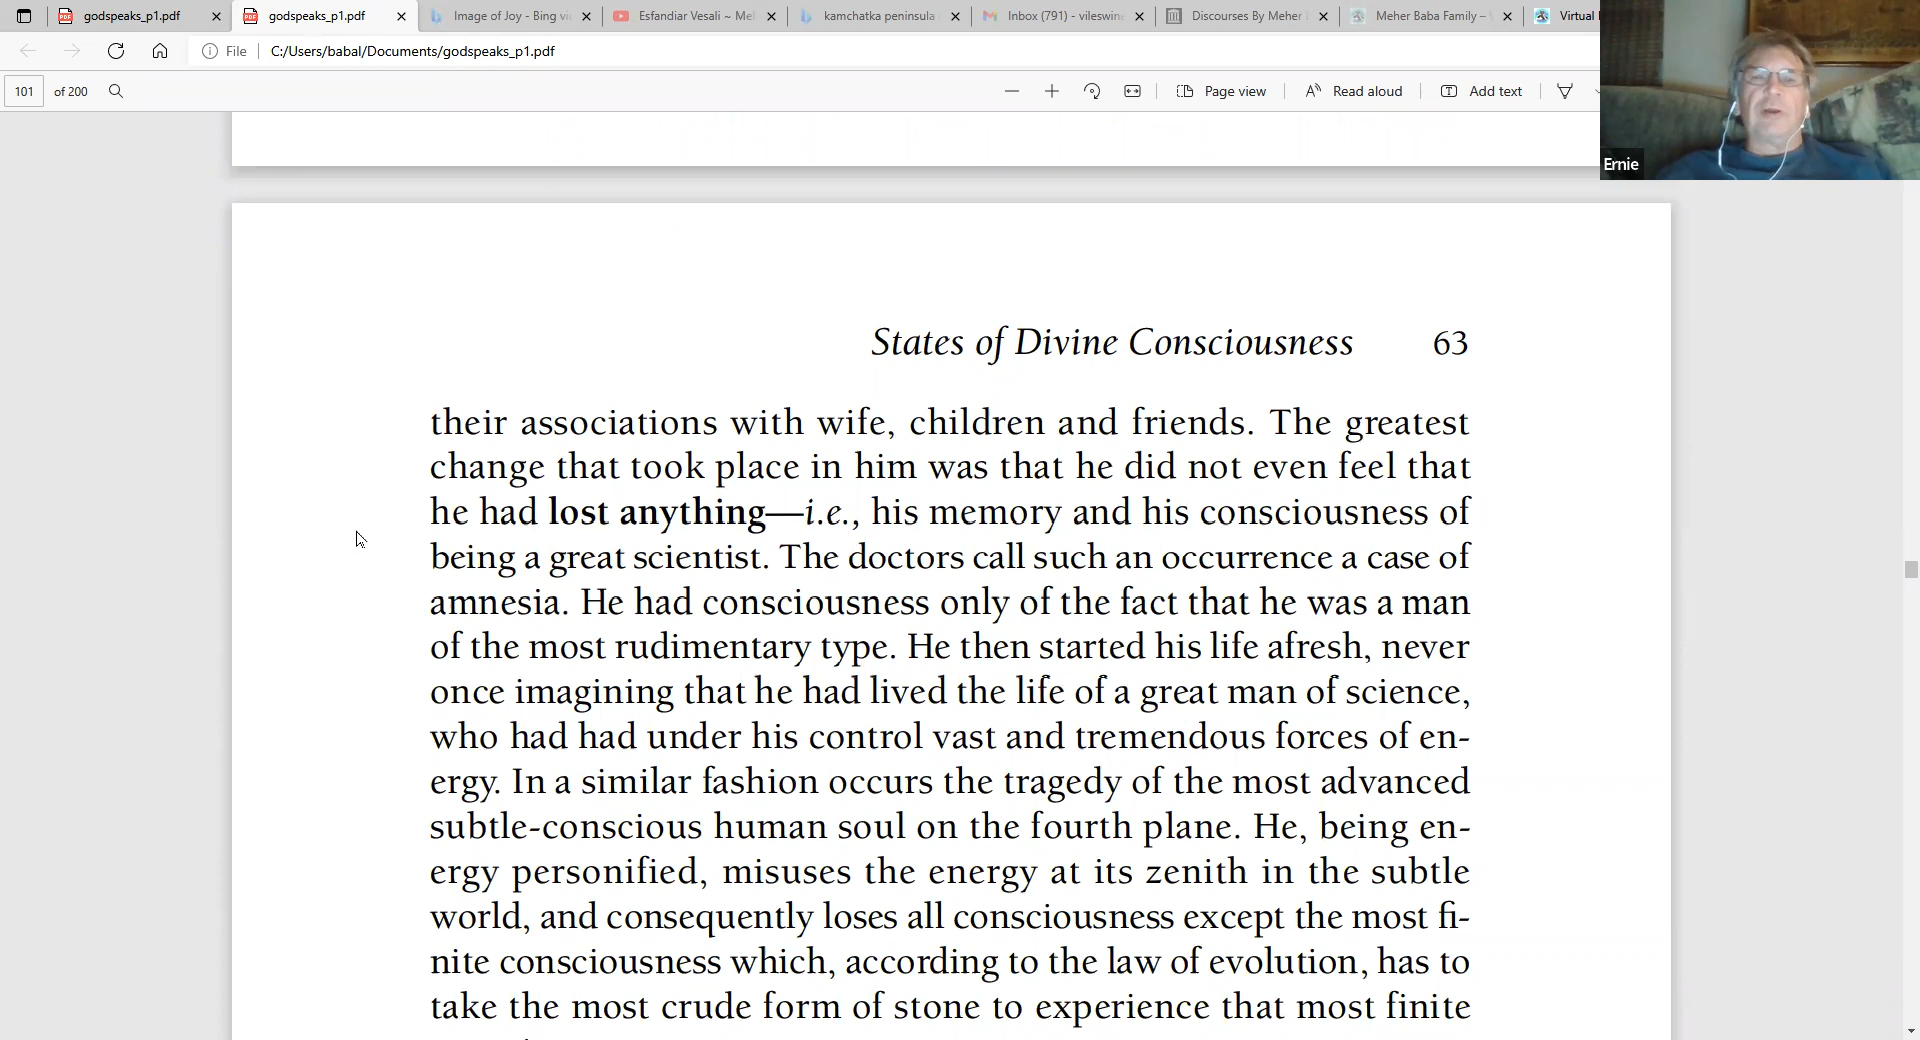 godspeaks_p1.pdf
godspeaks_p1.pdf
Image of Joy - Bing vi
Esfandiar Vesali ~ Me
kamchatka peninsula
Inbox (791) - vileswine
Discourses By Meher
Meher Baba Family –
Virtual
File
C:/Users/babal/Documents/godspeaks_p1.pdf
101
of 200
Page view
Read aloud
Add text
Ernie
States of Divine Consciousness 63
their associations with wife, children and friends. The greatest
change that took place in him was that he did not even feel that
he had lost anything—i.e., his memory and his consciousness of
being a great scientist. The doctors call such an occurrence a case of
amnesia. He had consciousness only of the fact that he was a man
of the most rudimentary type. He then started his life afresh, never
once imagining that he had lived the life of a great man of science,
who had had under his control vast and tremendous forces of en-
ergy. In a similar fashion occurs the tragedy of the most advanced
subtle-conscious human soul on the fourth plane. He, being en-
ergy personified, misuses the energy at its zenith in the subtle
world, and consequently loses all consciousness except the most fi-
nite consciousness which, according to the law of evolution, has to
take the most crude form of stone to experience that most finite